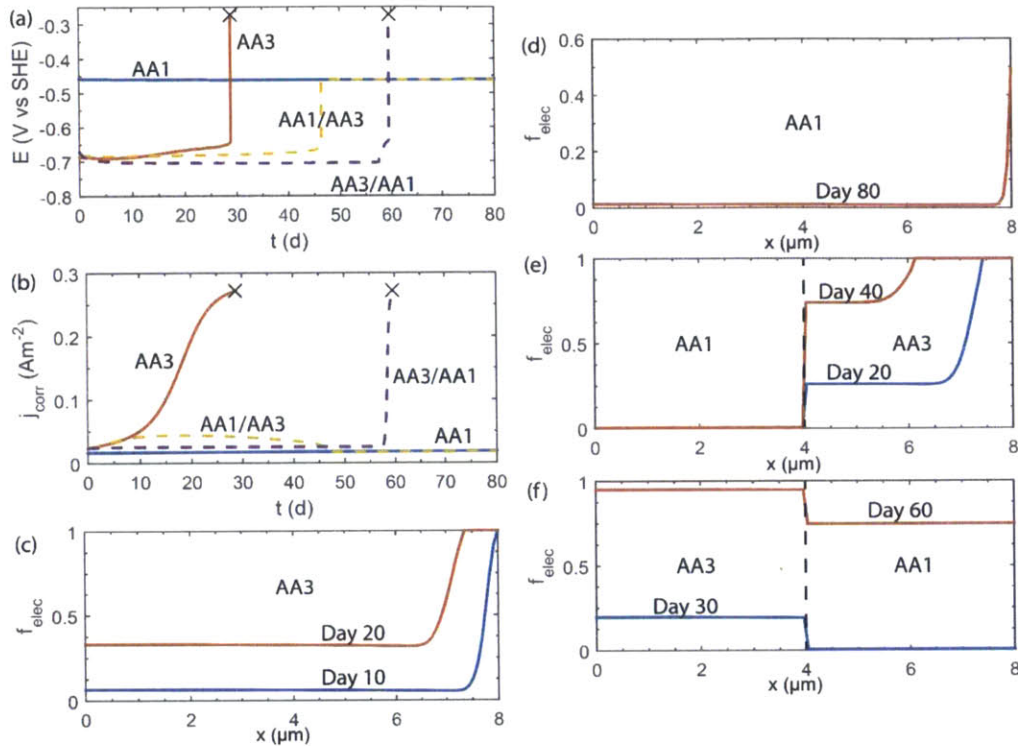 (a)
E (V vs SHE)
-0.3
-0.4
-0.5
-0.6
-0.7
-0.8
AA3
AA1
AA1/AA3
AA3/AA1
0 10 20 30 40 50 60 70 80
t (d)
(b)
jcorr (Am-2)
0.3
0.2
0.1
0
AA3
AA3/AA1
AA1/AA3
AA1
0 10 20 30 40 50 60 70 80
t (d)
(c)
felec
1
0.5
0
AA3
Day 20
Day 10
0 2 4 6 8
x (μm)
(d)
felec
0.6
0.4
0.2
0
AA1
Day 80
0 2 4 6 8
x (μm)
(e)
felec
1
0.5
0
Day 40
AA1
AA3
Day 20
0 2 4 6 8
x (μm)
(f)
felec
1
0.5
0
Day 60
AA3
AA1
Day 30
0 2 4 6 8
x (μm)